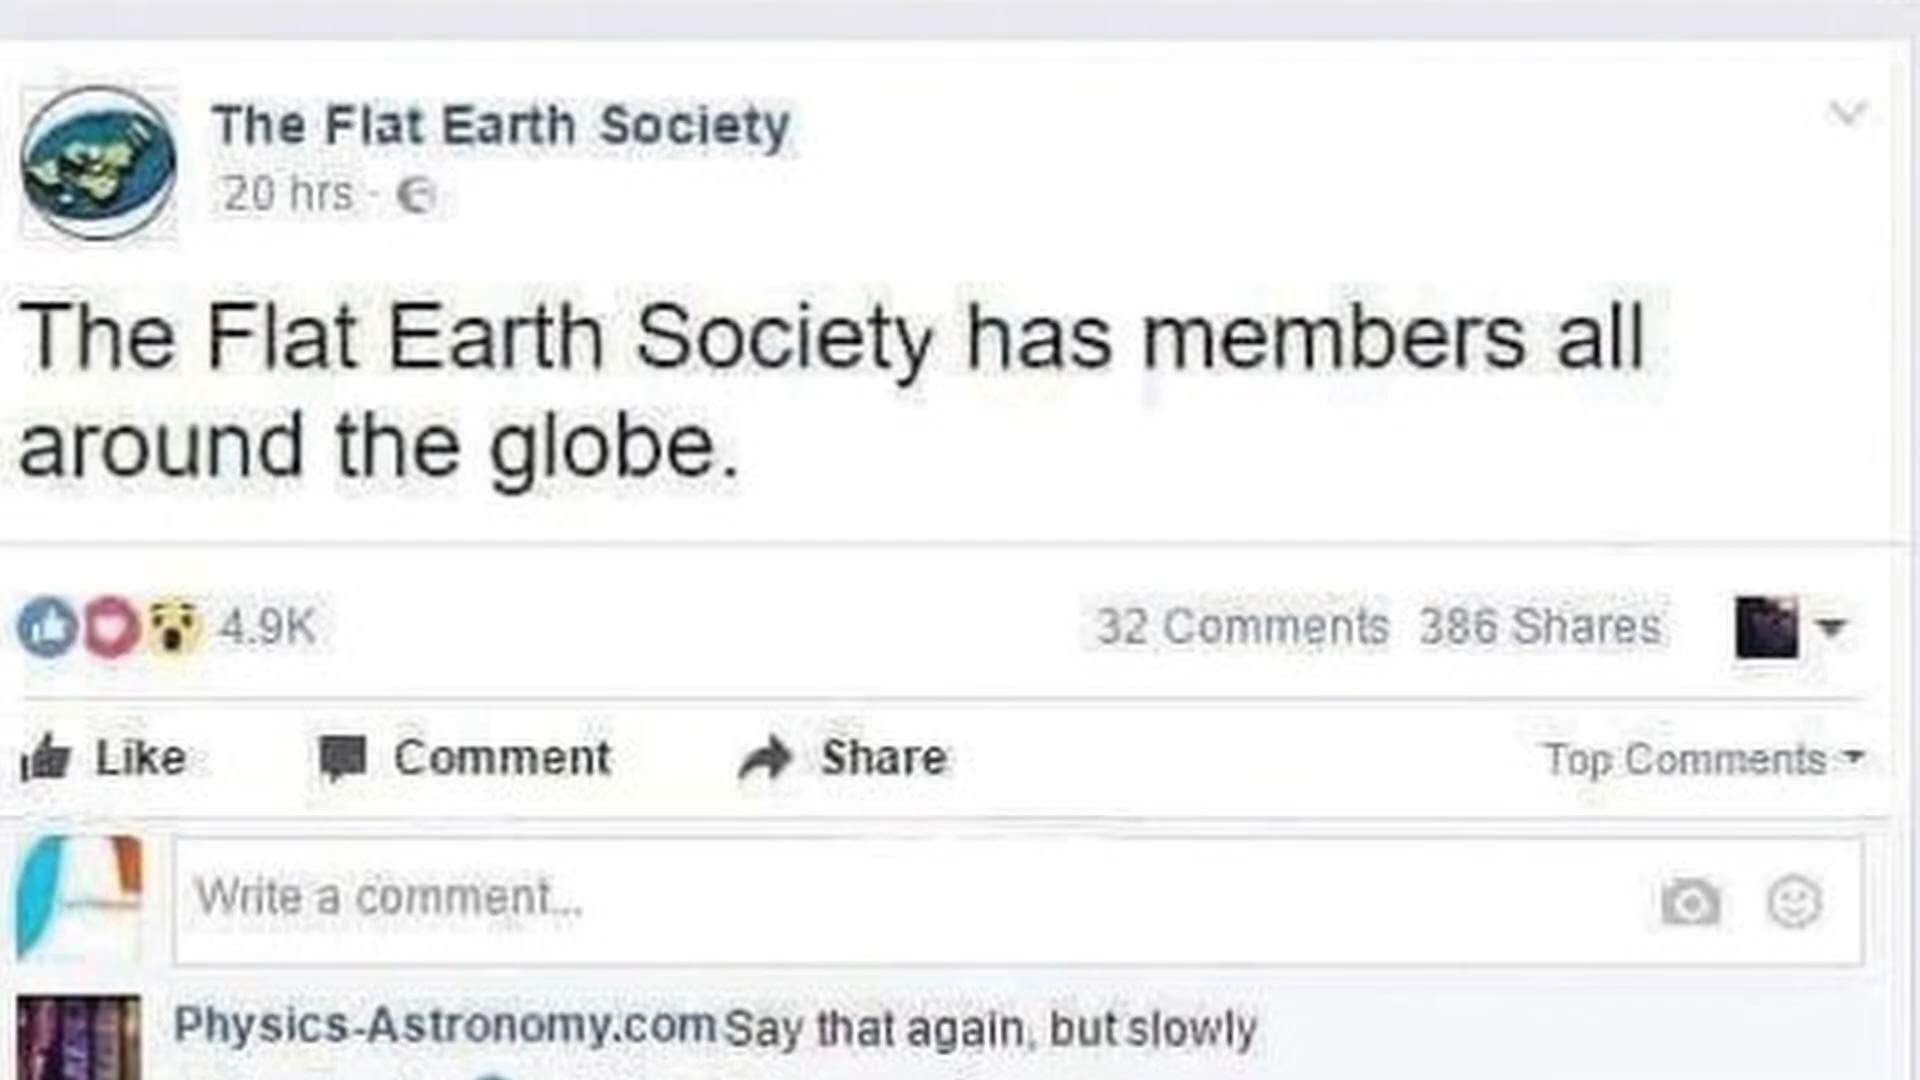 The Flat Earth Society
20 hrs ·
The Flat Earth Society has members all
around the globe.
4.9K 32 Comments 386 Shares
Like Comment Share Top Comments
Write a comment...
Physics-Astronomy.com Say that again, but slowly